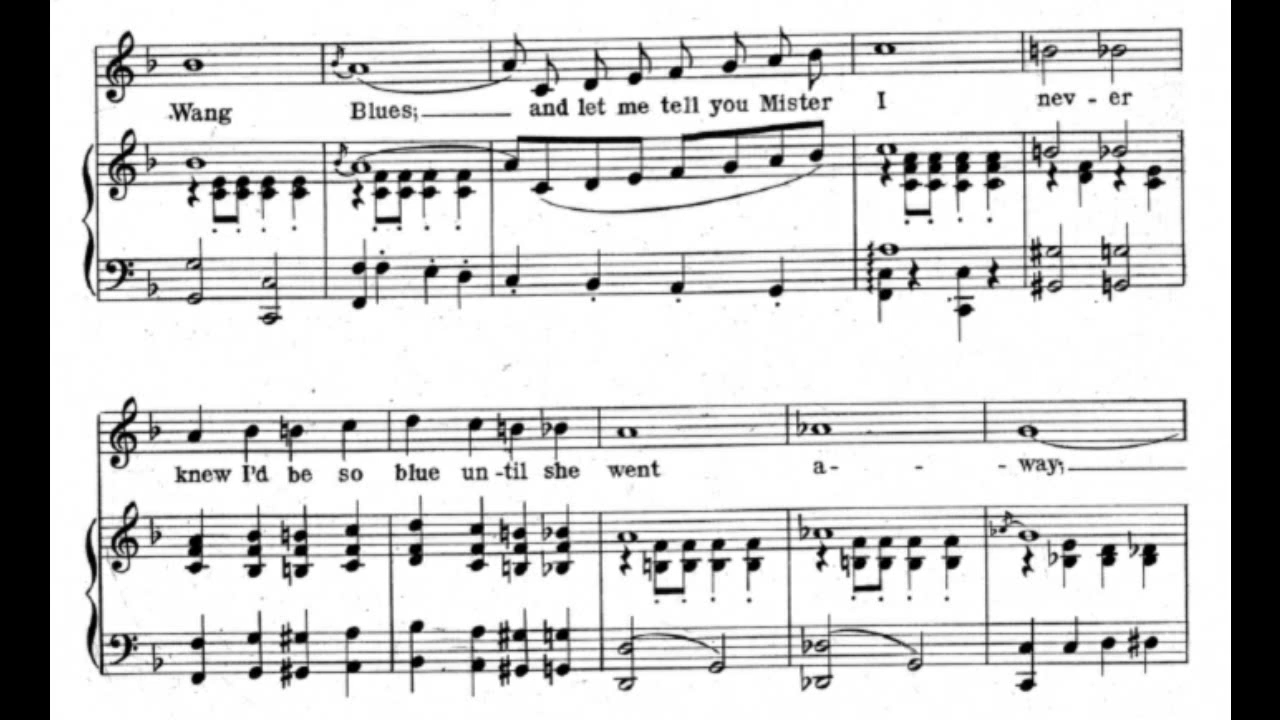 Wang Blues; and let me tell you Mister I nev - er
knew I'd be so blue un - til she went a - - - way;